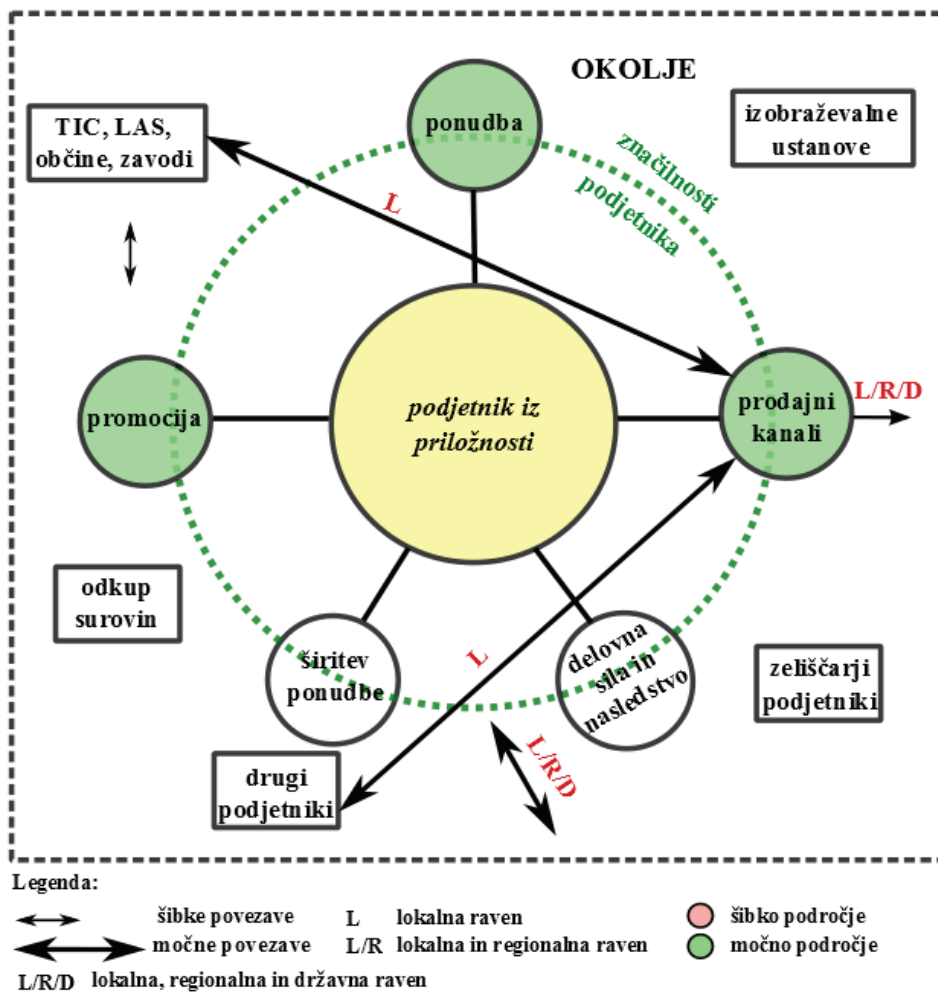 OKOLJE
ponudba
TIC, LAS,
občine, zavodi
izobraževalne
ustanove
značilnosti
podjetnika
L
promocija
podjetnik iz
priložnosti
prodajni
kanali
L/R/D
odkup
surovin
širitev
ponudbe
L
delovna
sila in
nasledstvo
zeliščarji
podjetniki
drugi
podjetniki
L/R/D
Legenda:
šibke povezave
L lokalna raven
šibko področje
močne povezave
L/R lokalna in regionalna raven
močno področje
L/R/D lokalna, regionalna in državna raven